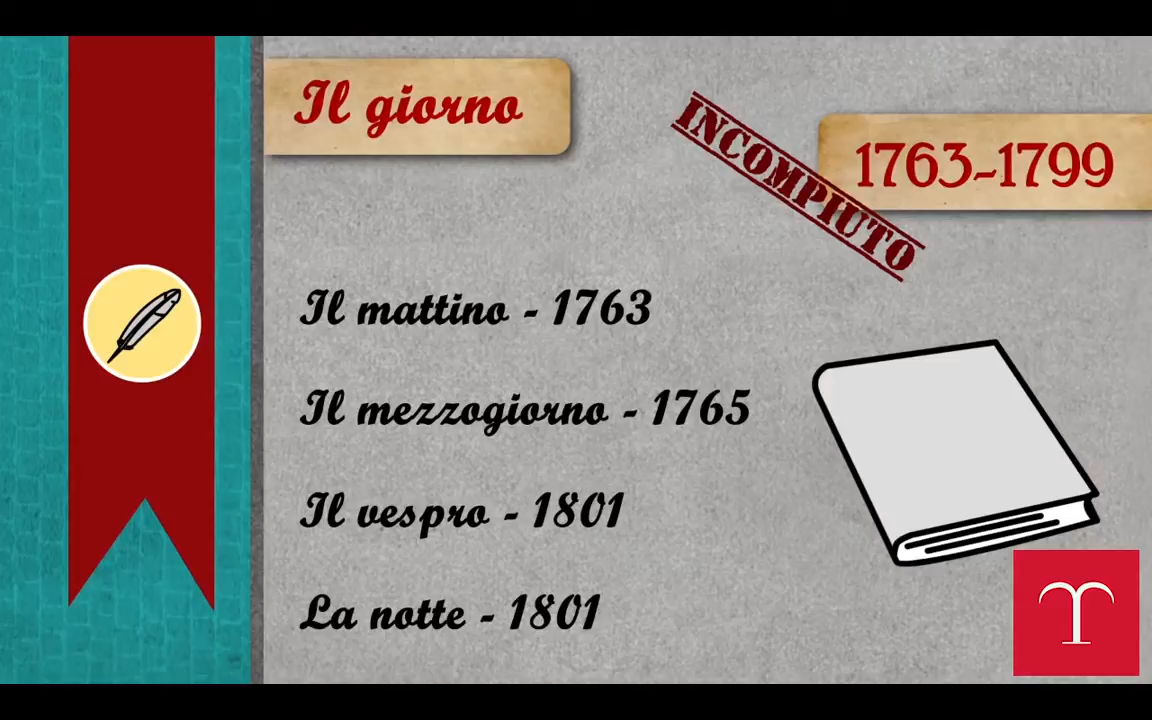 Il giorno
INCOMPIUTO
1763-1799
Il mattino - 1763
Il mezzogiorno - 1765
Il vespro - 1801
La notte - 1801